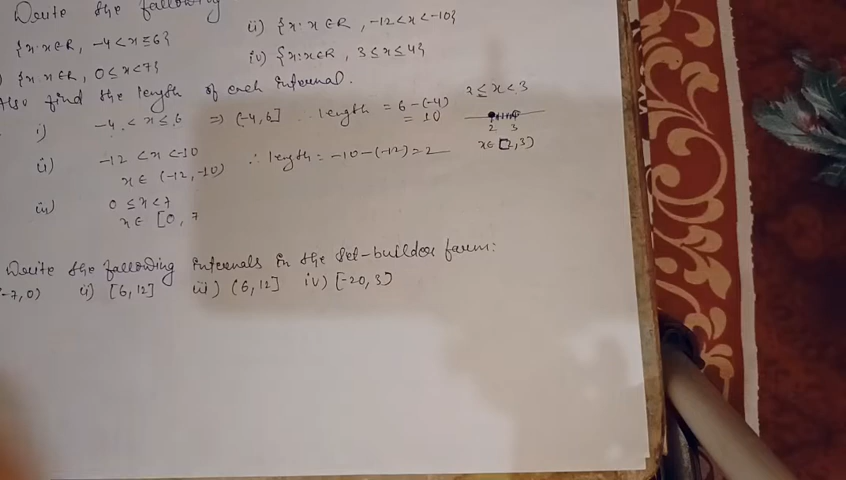 Write the following
ii) {x: x ∈ R, -12 < x < -10}
{x: x ∈ R, -4 < x ≤ 6}
iv) {x: x ∈ R, 3 ≤ x ≤ 4}
) {x: x ∈ R, 0 ≤ x < 7}
Also find the length of each interval.
i) -4 < x ≤ 6 ⇒ (-4, 6] ∴ length = 6 - (-4)
= 10
2 ≤ x < 3
2 3
x ∈ [2, 3)
ii) -12 < x < -10 ∴ length = -10 - (-12) = 2
x ∈ (-12, -10)
iii) 0 ≤ x < 7
x ∈ [0, 7
Write the following intervals in the set-builder form:
-7, 0) ii) [6, 12] iii) (6, 12] iv) [-20, 3)